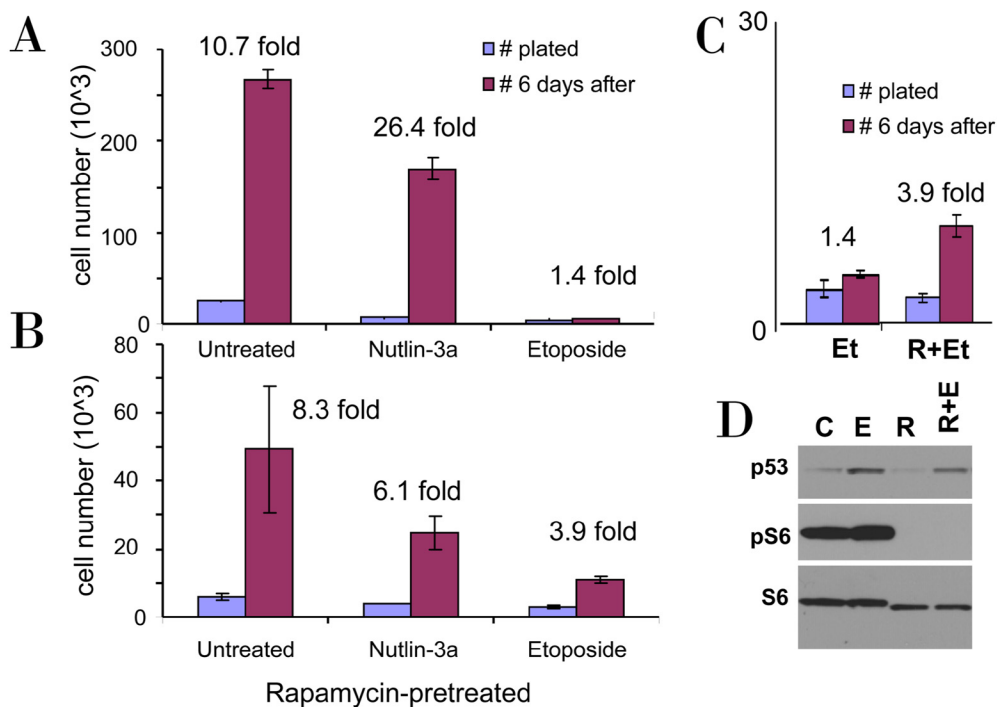 A
300
200
100
0
cell number (10^3)
10.7 fold
26.4 fold
1.4 fold
# plated
# 6 days after
Untreated
Nutlin-3a
Etoposide
B
80
60
40
20
0
cell number (10^3)
8.3 fold
6.1 fold
3.9 fold
Untreated
Nutlin-3a
Etoposide
Rapamycin-pretreated
C
30
0
# plated
# 6 days after
1.4
3.9 fold
Et
R+Et
D
C E R R+E
p53
pS6
S6